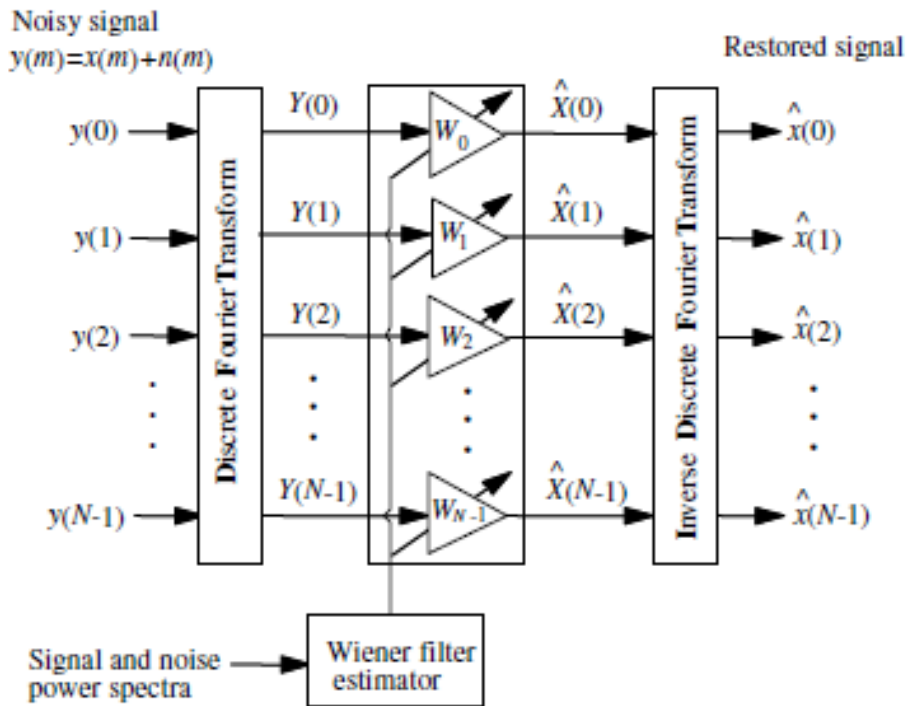 Noisy signal
y(m)=x(m)+n(m)
Restored signal
y(0)
Y(0)
W₀
X̂(0)
x̂(0)
y(1)
Y(1)
W₁
X̂(1)
x̂(1)
y(2)
Y(2)
W₂
X̂(2)
x̂(2)
y(N-1)
Y(N-1)
W_N-1
X̂(N-1)
x̂(N-1)
Discrete Fourier Transform
Inverse Discrete Fourier Transform
Signal and noise
power spectra
Wiener filter
estimator